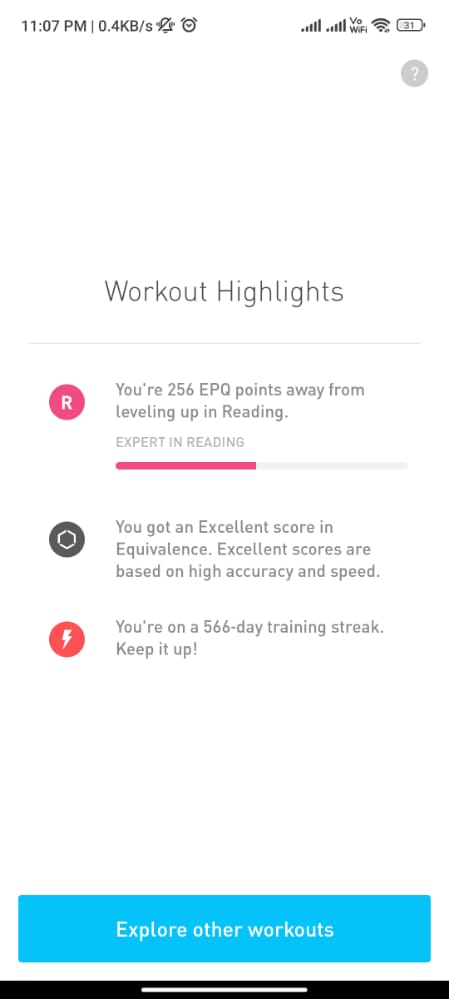 11:07 PM | 0.4KB/s
Vo
WiFi
31
?
Workout Highlights
R
You're 256 EPQ points away from
leveling up in Reading.
EXPERT IN READING
You got an Excellent score in
Equivalence. Excellent scores are
based on high accuracy and speed.
You're on a 566-day training streak.
Keep it up!
Explore other workouts